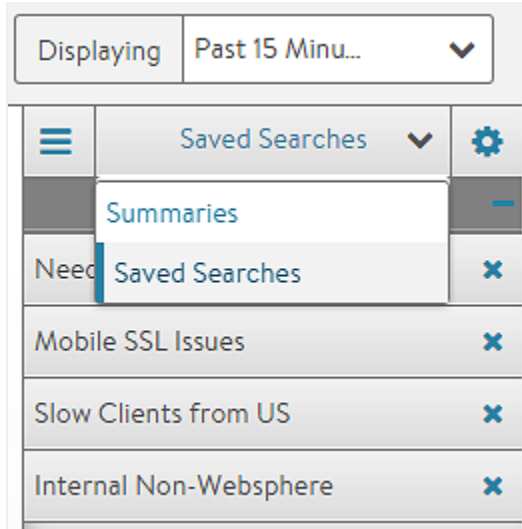 Displaying
Past 15 Minu...
Saved Searches
Summaries
Saved Searches
Mobile SSL Issues
Slow Clients from US
Internal Non-Websphere